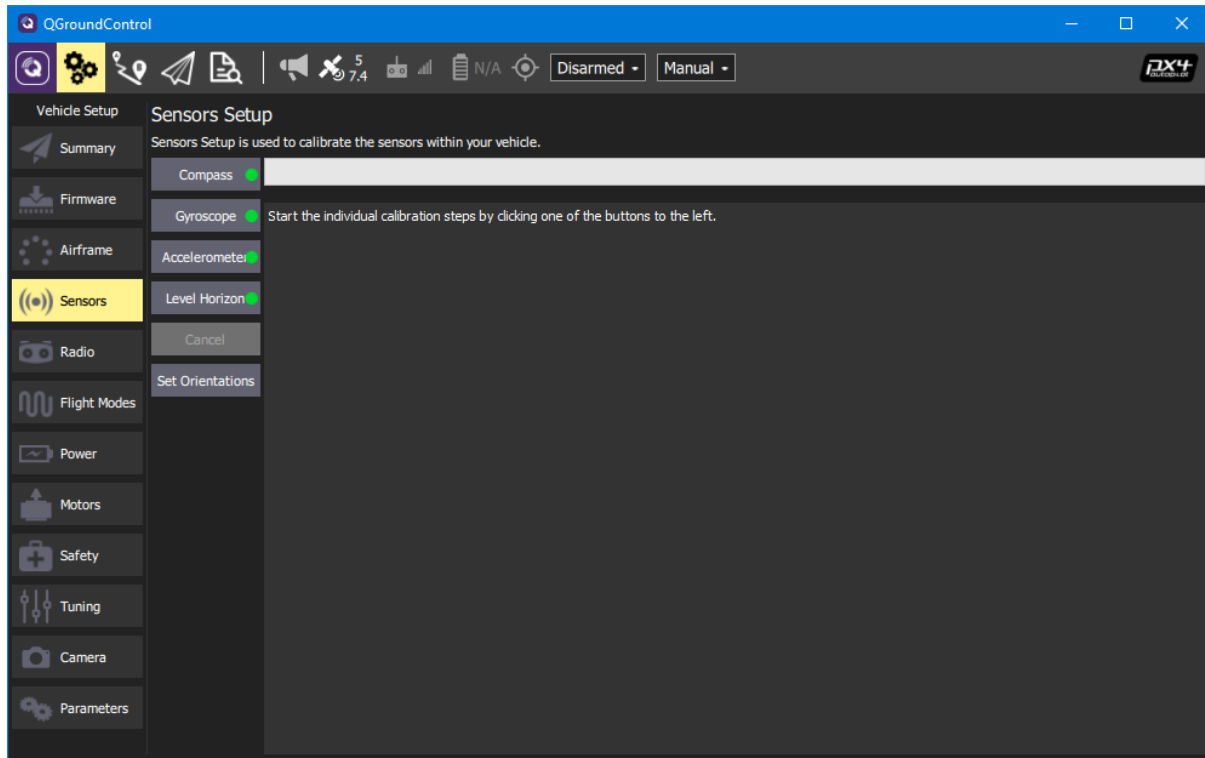 QGroundControl
5
7,4
N/A
Disarmed
Manual
px4
autopilot
Vehicle Setup
Summary
Firmware
Airframe
Sensors
Radio
Flight Modes
Power
Motors
Safety
Tuning
Camera
Parameters
Sensors Setup
Sensors Setup is used to calibrate the sensors within your vehicle.
Compass
Gyroscope
Accelerometer
Level Horizon
Cancel
Set Orientations
Start the individual calibration steps by clicking one of the buttons to the left.